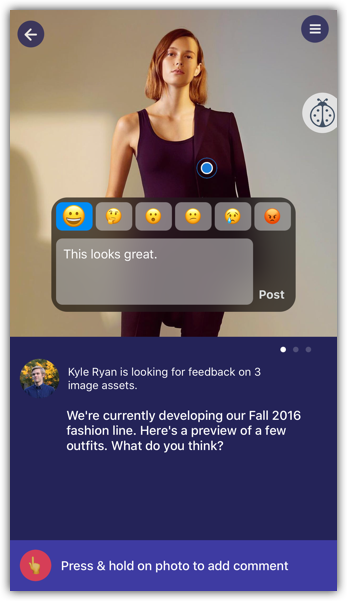 This looks great.
Post
Kyle Ryan is looking for feedback on 3
image assets.
We're currently developing our Fall 2016
fashion line. Here's a preview of a few
outfits. What do you think?
Press & hold on photo to add comment